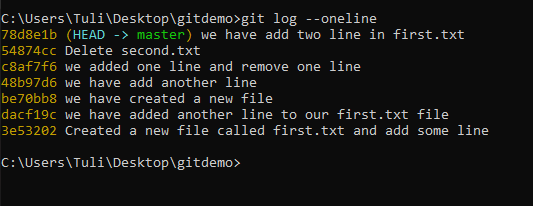 C:\Users\Tuli\Desktop\gitdemo>git log --oneline
78d8e1b (HEAD -> master) we have add two line in first.txt
54874cc Delete second.txt
c8af7f6 we added one line and remove one line
48b97d6 we have add another line
be70bb8 we have created a new file
dacf19c we have added another line to our first.txt file
3e53202 Created a new file called first.txt and add some line
C:\Users\Tuli\Desktop\gitdemo>